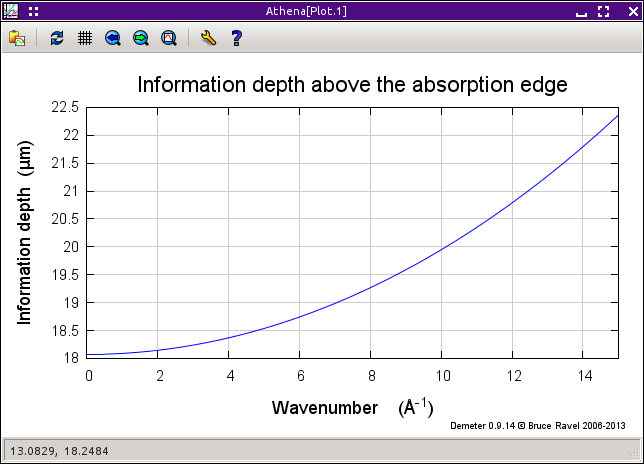 Athena[Plot.1]
?
Information depth above the absorption edge
Information depth (µm)
22.5
22
21.5
21
20.5
20
19.5
19
18.5
18
0 2 4 6 8 10 12 14
Wavenumber (Å⁻¹)
Demeter 0.9.14 © Bruce Ravel 2006-2013
13.0829, 18.2484